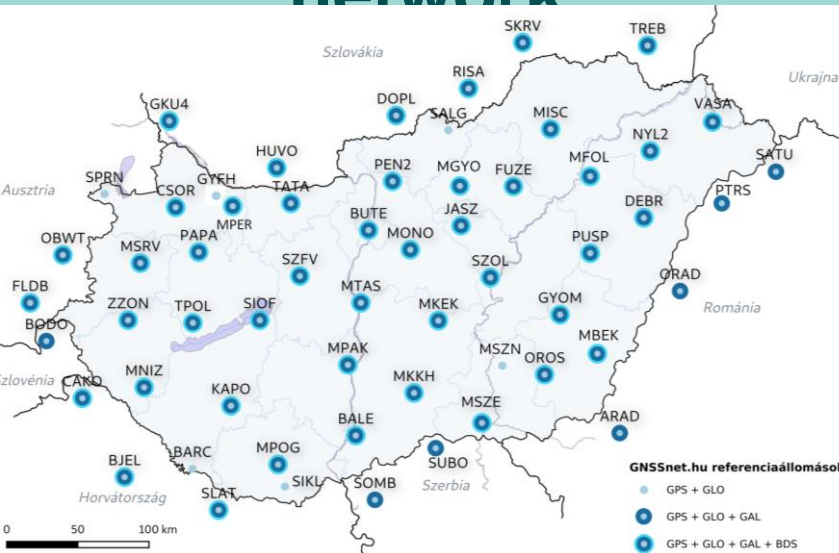 network
SKRV
TREB
Szlovákia
RISA
Ukrajna
GKU4
DOPL
SALG
MISC
VASA
NYL2
HUVO
PEN2
MGYO
FUZE
MFOL
SATU
SPRN
GYFH
TATA
Ausztria
CSOR
PTRS
MPER
BUTE
JASZ
DEBR
OBWT
MSRV
PAPA
MONO
PUSP
SZFV
SZOL
FLDB
ORAD
ZZON
TPOL
SIOF
MTAS
MKEK
GYOM
Románia
BODO
MBEK
MPAK
MSZN
OROS
zlovénia
CAKO
MNIZ
KAPO
MKKH
MSZE
BALE
ARAD
BJEL
BARC
MPOG
SUBO
GNSSnet.hu referenciaállomások
Horvátország
SIKL
SOMB
Szerbia
GPS + GLO
SLAT
GPS + GLO + GAL
0 50 100 km
GPS + GLO + GAL + BDS